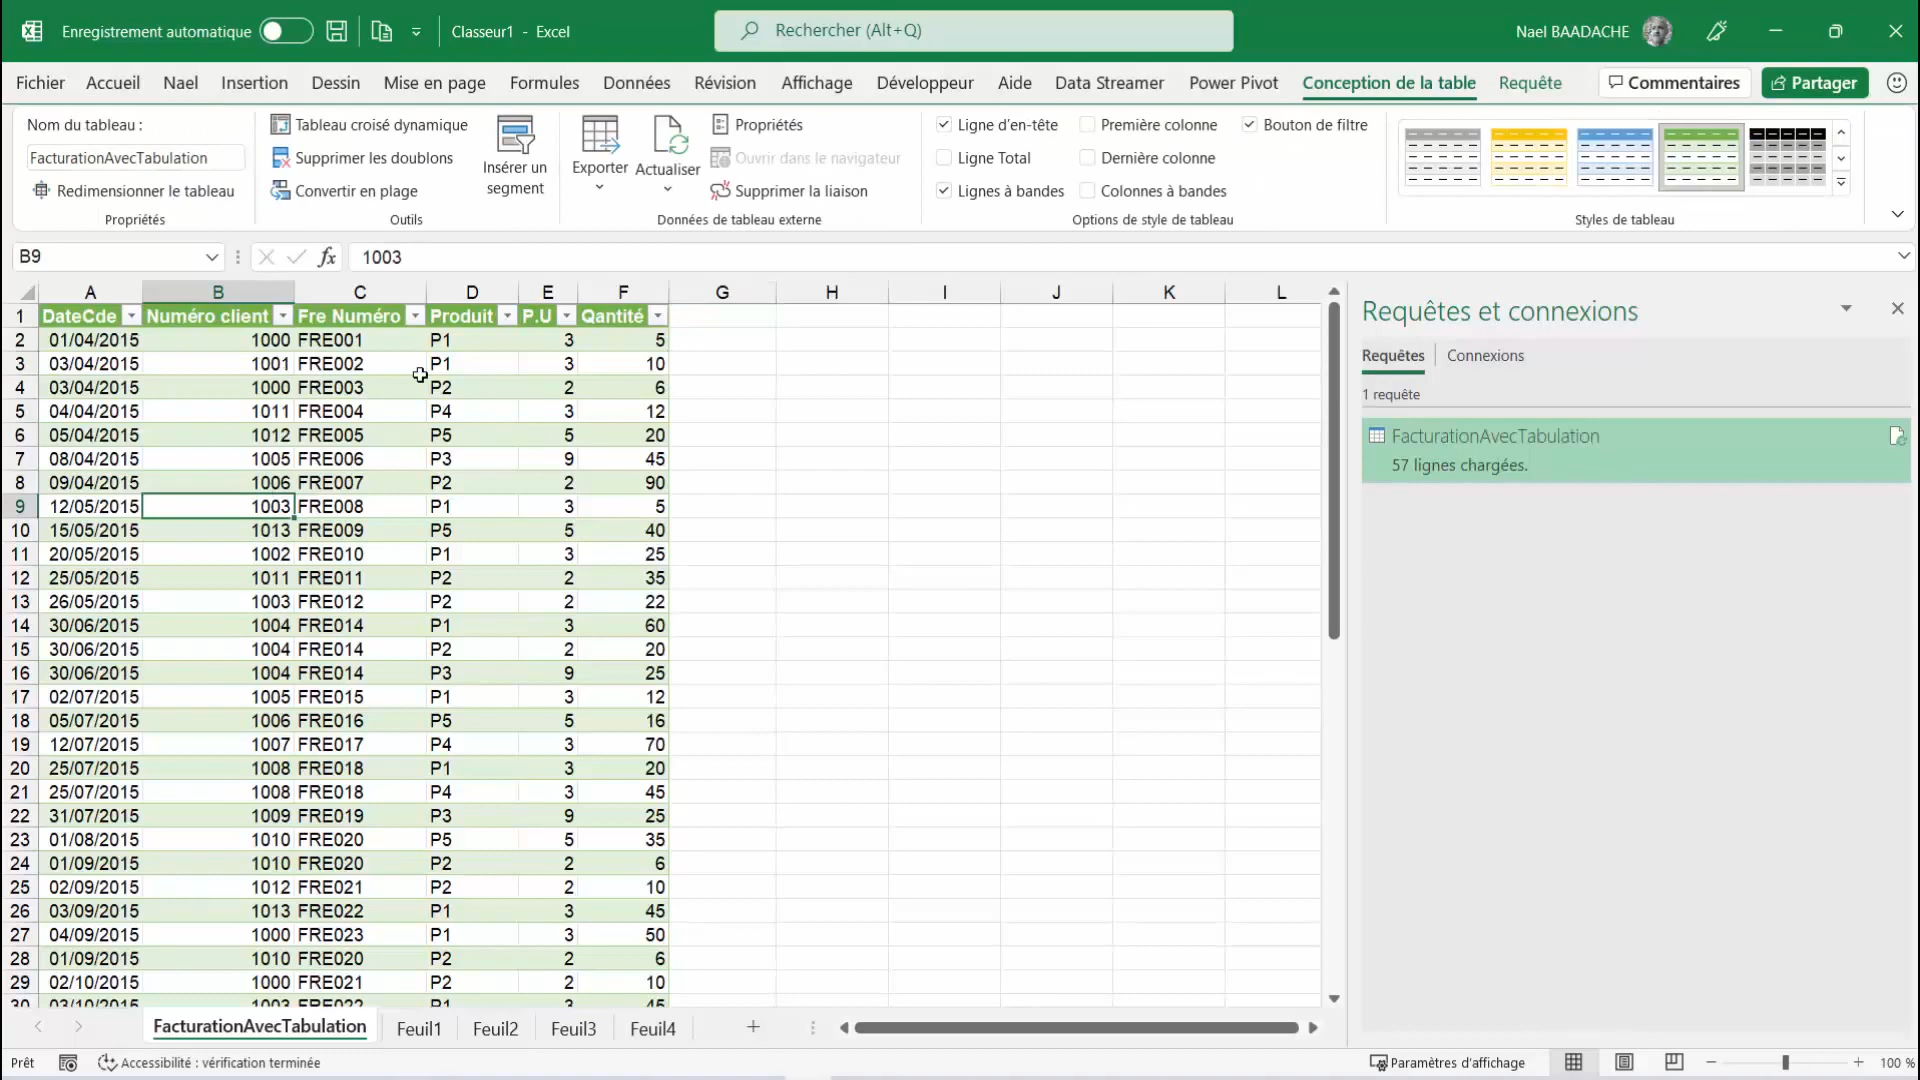 Enregistrement automatique Classeur1 - Excel Rechercher (Alt+Q) Nael BAADACHE
Fichier Accueil Nael Insertion Dessin Mise en page Formules Données Révision Affichage Développeur Aide Data Streamer Power Pivot Conception de la table Requête Commentaires Partager
Nom du tableau :
FacturationAvecTabulation
Redimensionner le tableau
Propriétés
Tableau croisé dynamique
Supprimer les doublons
Convertir en plage
Outils
Insérer un
segment
Exporter
Actualiser
Propriétés
Ouvrir dans le navigateur
Supprimer la liaison
Données de tableau externe
Ligne d'en-tête Première colonne Bouton de filtre
Ligne Total Dernière colonne
Lignes à bandes Colonnes à bandes
Options de style de tableau
Styles de tableau
B9 fx 1003
A B C D E F G H I J K L
1 DateCde Numéro client Fre Numéro Produit P.U Qantité
2 01/04/2015 1000 FRE001 P1 3 5
3 03/04/2015 1001 FRE002 P1 3 10
4 03/04/2015 1000 FRE003 P2 2 6
5 04/04/2015 1011 FRE004 P4 3 12
6 05/04/2015 1012 FRE005 P5 5 20
7 08/04/2015 1005 FRE006 P3 9 45
8 09/04/2015 1006 FRE007 P2 2 90
9 12/05/2015 1003 FRE008 P1 3 5
10 15/05/2015 1013 FRE009 P5 5 40
11 20/05/2015 1002 FRE010 P1 3 25
12 25/05/2015 1011 FRE011 P2 2 35
13 26/05/2015 1003 FRE012 P2 2 22
14 30/06/2015 1004 FRE014 P1 3 60
15 30/06/2015 1004 FRE014 P2 2 20
16 30/06/2015 1004 FRE014 P3 9 25
17 02/07/2015 1005 FRE015 P1 3 12
18 05/07/2015 1006 FRE016 P5 5 16
19 12/07/2015 1007 FRE017 P4 3 70
20 25/07/2015 1008 FRE018 P1 3 20
21 25/07/2015 1008 FRE018 P4 3 45
22 31/07/2015 1009 FRE019 P3 9 25
23 01/08/2015 1010 FRE020 P5 5 35
24 01/09/2015 1010 FRE020 P2 2 6
25 02/09/2015 1012 FRE021 P2 2 10
26 03/09/2015 1013 FRE022 P1 3 45
27 04/09/2015 1000 FRE023 P1 3 50
28 01/09/2015 1010 FRE020 P2 2 6
29 02/10/2015 1000 FRE021 P2 2 10
30 03/10/2015 1003 FRE022 P1 3 45
Requêtes et connexions
Requêtes Connexions
1 requête
FacturationAvecTabulation
57 lignes chargées.
FacturationAvecTabulation Feuil1 Feuil2 Feuil3 Feuil4
Prêt Accessibilité : vérification terminée Paramètres d'affichage 100 %